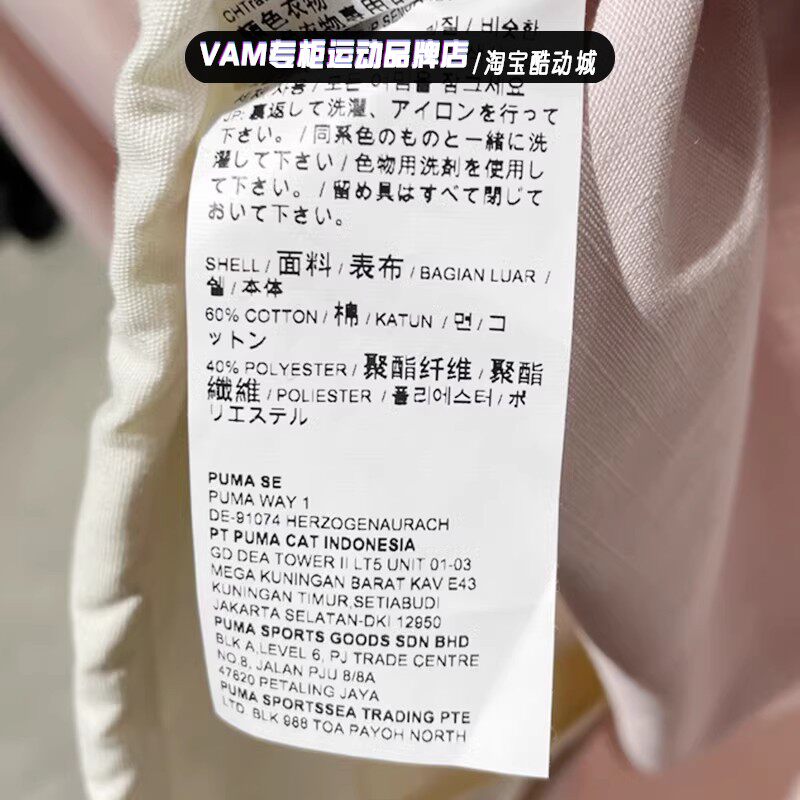 VAM专柜运动品牌店 / 淘宝酷动城
JP: 裏返して洗濯、アイロンを行って
下さい。/ 同系色のものと一緒に洗
濯して下さい / 色物用洗剤を使用し
て下さい。/ 留め具はすべて閉じて
おいて下さい。
SHELL / 面料 / 表布 / BAGIAN LUAR /
쉘 / 本体
60% COTTON / 棉 / KATUN / 면 / コ
ットン
40% POLYESTER / 聚酯纤维 / 聚酯
纖維 / POLIESTER / 폴리에스터 / ポ
リエステル
PUMA SE
PUMA WAY 1
DE-91074 HERZOGENAURACH
PT PUMA CAT INDONESIA
GD DEA TOWER II LT5 UNIT 01-03
MEGA KUNINGAN BARAT KAV E43
KUNINGAN TIMUR,SETIABUDI
JAKARTA SELATAN-DKI 12950
PUMA SPORTS GOODS SDN BHD
BLK A,LEVEL 6, PJ TRADE CENTRE
NO.8, JALAN PJU 8/8A
47820 PETALING JAYA
PUMA SPORTSSEA TRADING PTE
LTD. BLK 988 TOA PAYOH NORTH